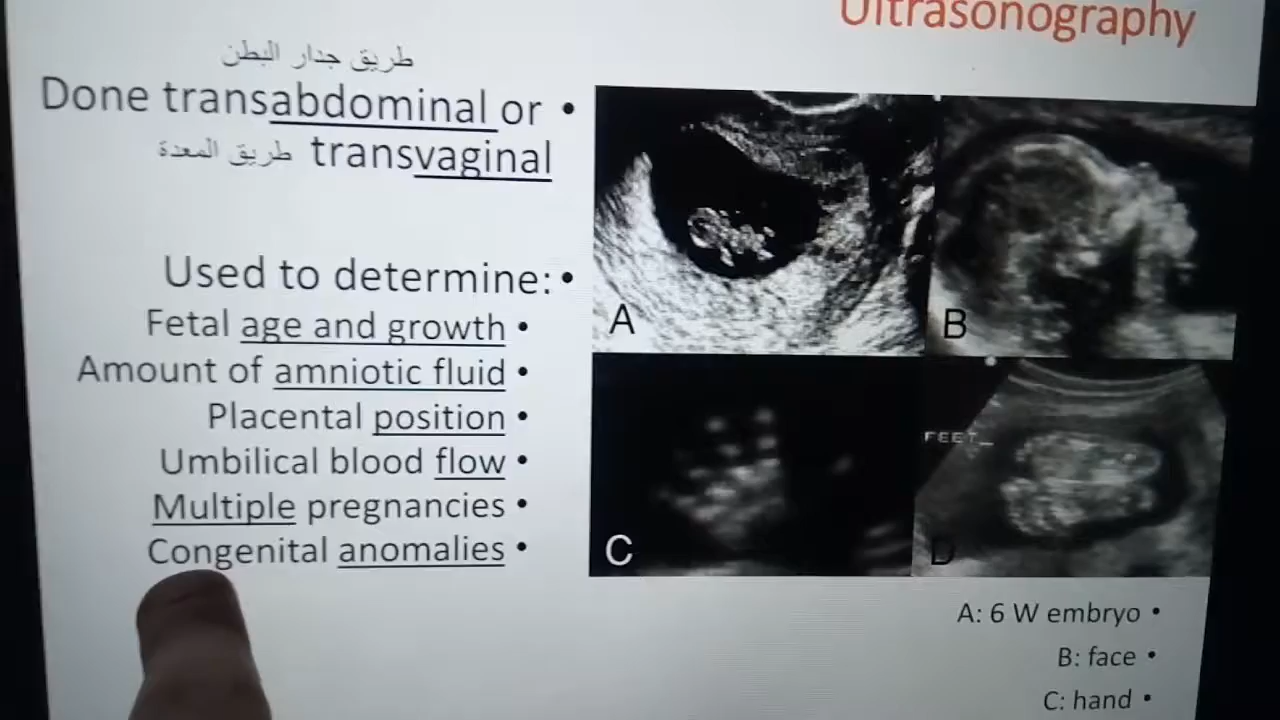 Ultrasonography
طريق جدار البطن
Done transabdominal or •
transvaginal طريق المعدة
Used to determine: •
Fetal age and growth •
Amount of amniotic fluid •
Placental position •
Umbilical blood flow •
Multiple pregnancies •
Congenital anomalies •
A
B
C
FEET_
D
A: 6 W embryo •
B: face •
C: hand •